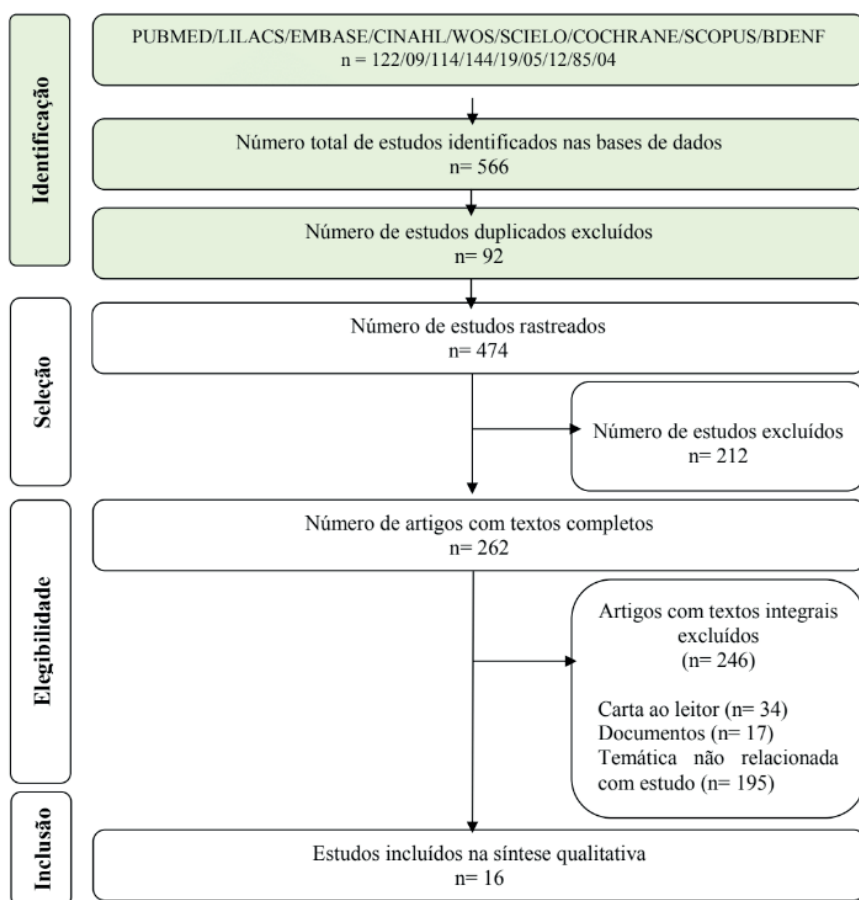 PUBMED/LILACS/EMBASE/CINAHL/WOS/SCIELO/COCHRANE/SCOPUS/BDENF
n = 122/09/114/144/19/05/12/85/04
Identificação
Número total de estudos identificados nas bases de dados
n= 566
Número de estudos duplicados excluídos
n= 92
Seleção
Número de estudos rastreados
n= 474
Número de estudos excluídos
n= 212
Elegibilidade
Número de artigos com textos completos
n= 262
Artigos com textos integrais
excluídos
(n= 246)
Carta ao leitor (n= 34)
Documentos (n= 17)
Temática não relacionada
com estudo (n= 195)
Inclusão
Estudos incluídos na síntese qualitativa
n= 16